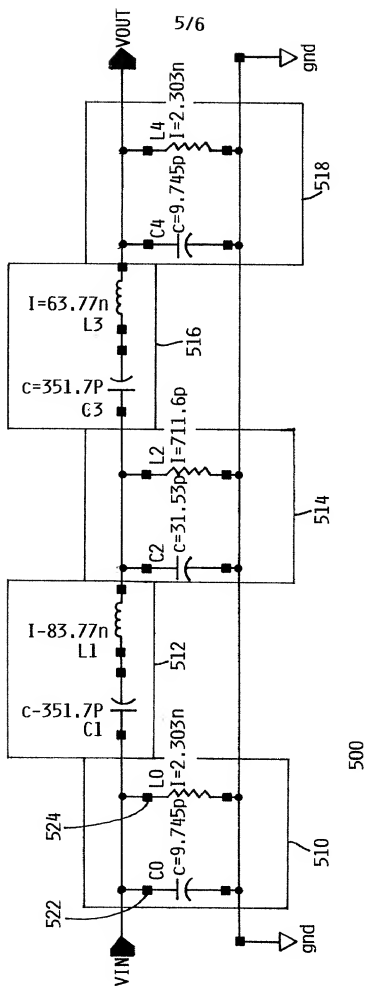 5/6
VIN
VOUT
gnd
gnd
522
524
C0
c=9.745p
L0
I=2.303n
510
c-351.7P
C1
I-83.77n
L1
512
C2
c=31.53p
L2
I=711.6p
514
c=351.7P
C3
I=63.77n
L3
516
C4
c=9.745p
L4
I=2.303n
518
500